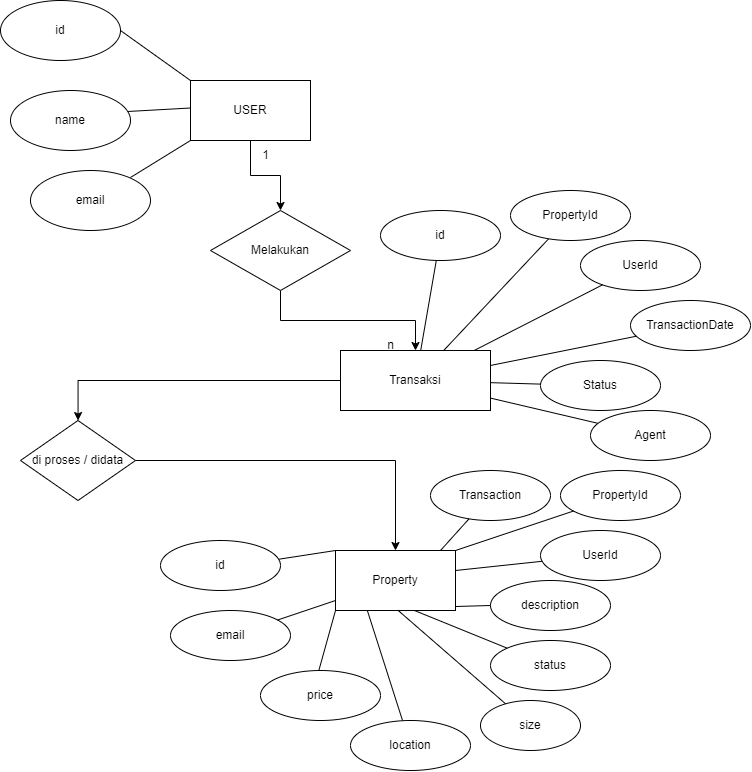 id
USER
name
1
email
Melakukan
id
PropertyId
UserId
TransactionDate
n
Transaksi
Status
Agent
di proses / didata
Transaction
PropertyId
id
Property
UserId
description
email
status
price
size
location